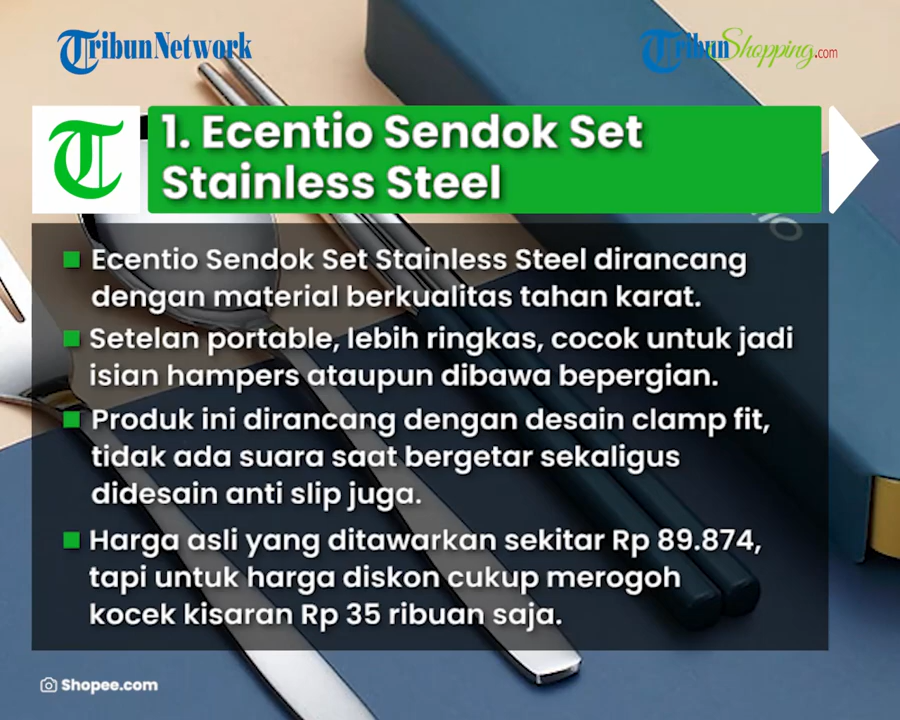 TribunNetwork
TribunShopping.com
T
1. Ecentio Sendok Set
Stainless Steel
Ecentio Sendok Set Stainless Steel dirancang
dengan material berkualitas tahan karat.
Setelan portable, lebih ringkas, cocok untuk jadi
isian hampers ataupun dibawa bepergian.
Produk ini dirancang dengan desain clamp fit,
tidak ada suara saat bergetar sekaligus
didesain anti slip juga.
Harga asli yang ditawarkan sekitar Rp 89.874,
tapi untuk harga diskon cukup merogoh
kocek kisaran Rp 35 ribuan saja.
Shopee.com